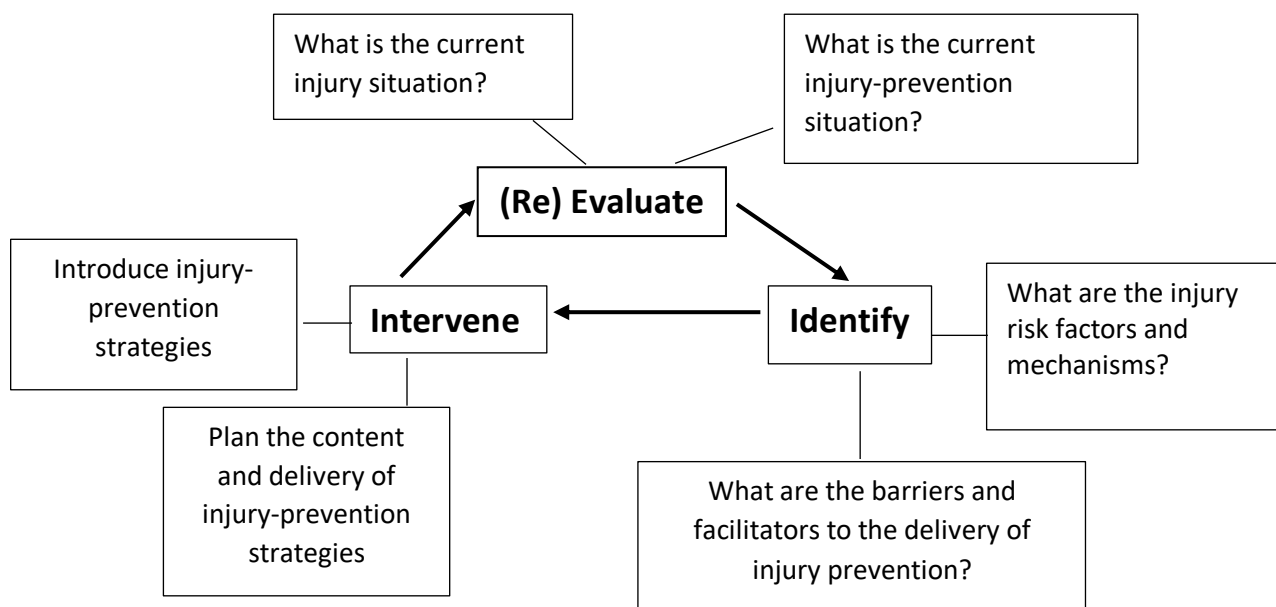 What is the current
injury situation?
What is the current
injury-prevention
situation?
(Re) Evaluate
Introduce injury-
prevention
strategies
Intervene
Identify
What are the injury
risk factors and
mechanisms?
Plan the content
and delivery of
injury-prevention
strategies
What are the barriers and
facilitators to the delivery of
injury prevention?